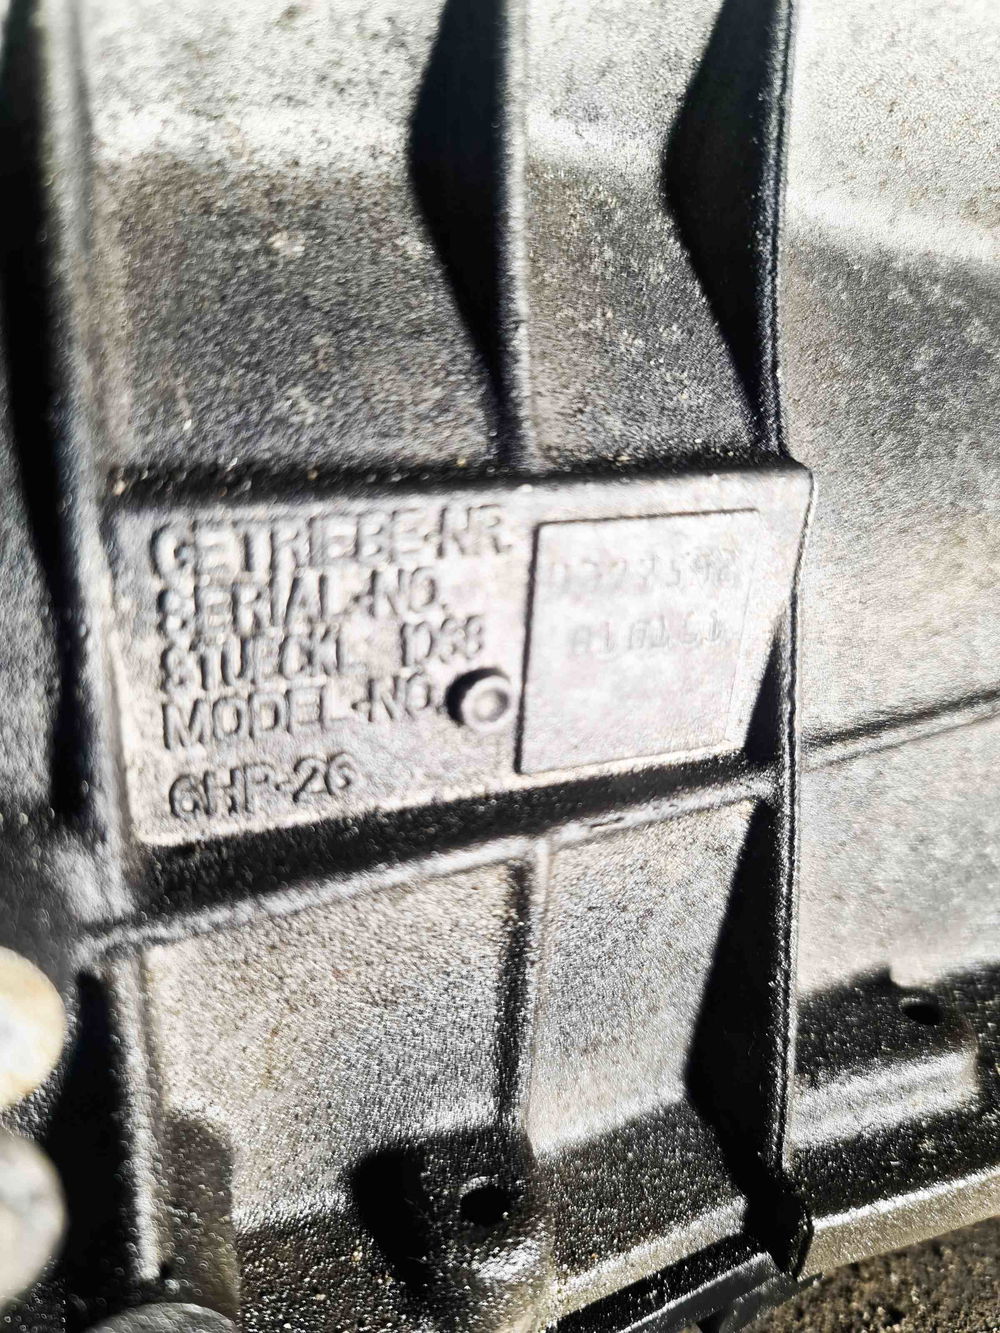 GETRIEBE-NR.
SERIAL-NO.
STUECKL. 1068
MODEL-NO.
6HP-26